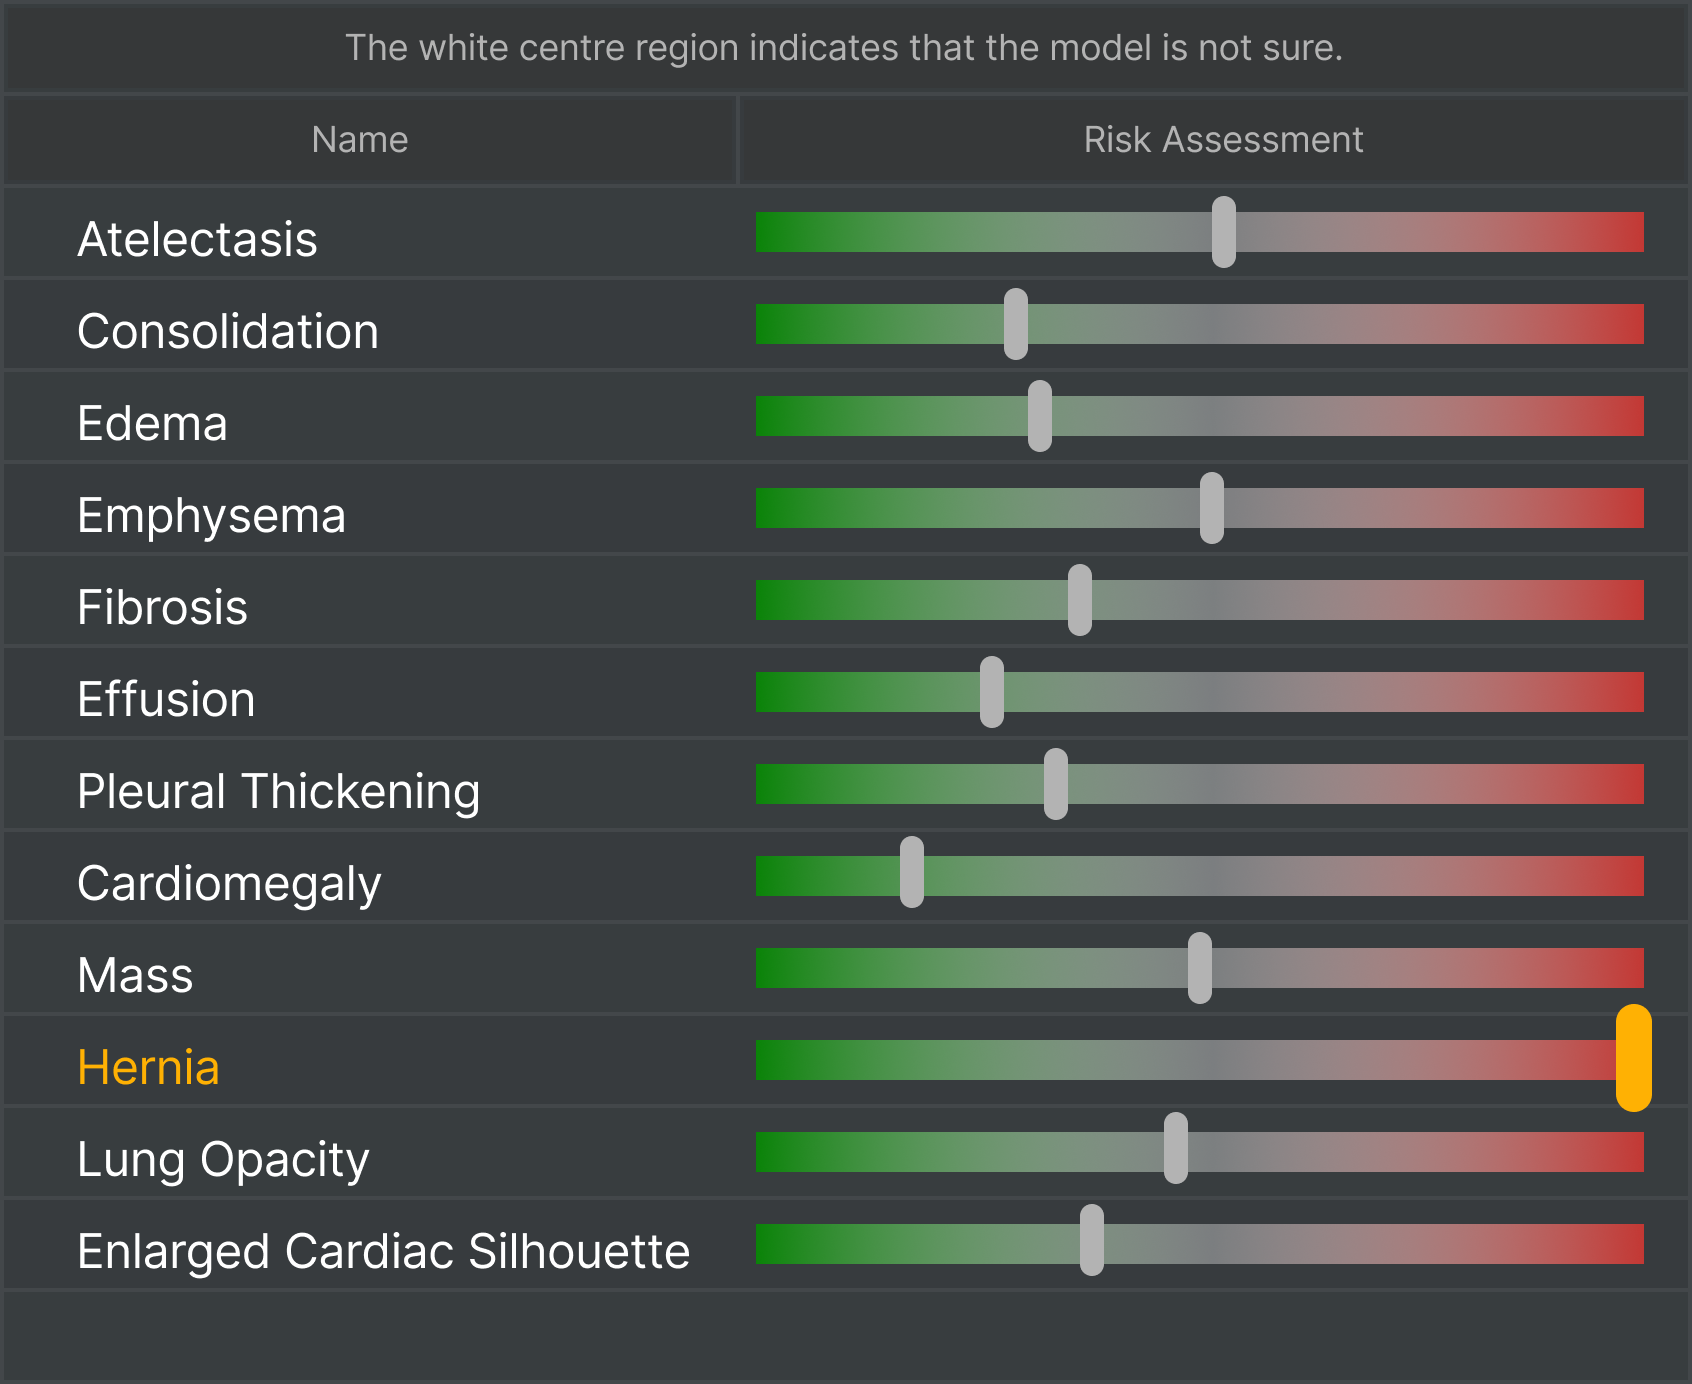 The white centre region indicates that the model is not sure.
Name
Risk Assessment
Atelectasis
Consolidation
Edema
Emphysema
Fibrosis
Effusion
Pleural Thickening
Cardiomegaly
Mass
Hernia
Lung Opacity
Enlarged Cardiac Silhouette